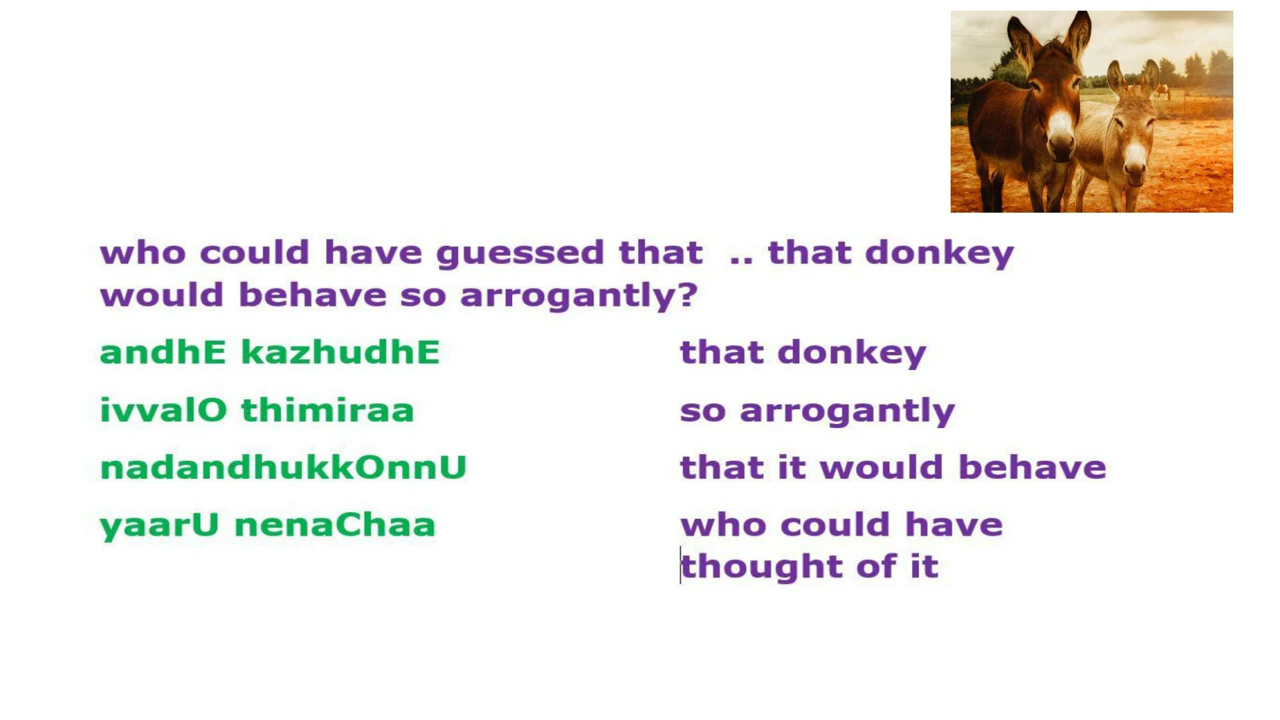 who could have guessed that  .. that donkey
would behave so arrogantly?
andhE kazhudhE that donkey
ivvalO thimiraa so arrogantly
nadandhukkOnnU that it would behave
yaarU nenaChaa who could have
thought of it